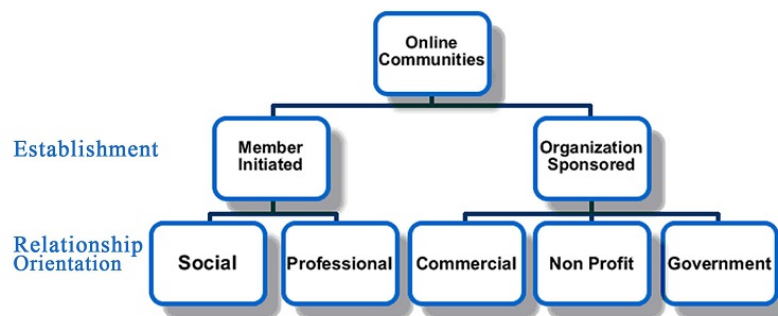 Online
Communities
Establishment
Member
Initiated
Organization
Sponsored
Relationship
Orientation
Social
Professional
Commercial
Non Profit
Government